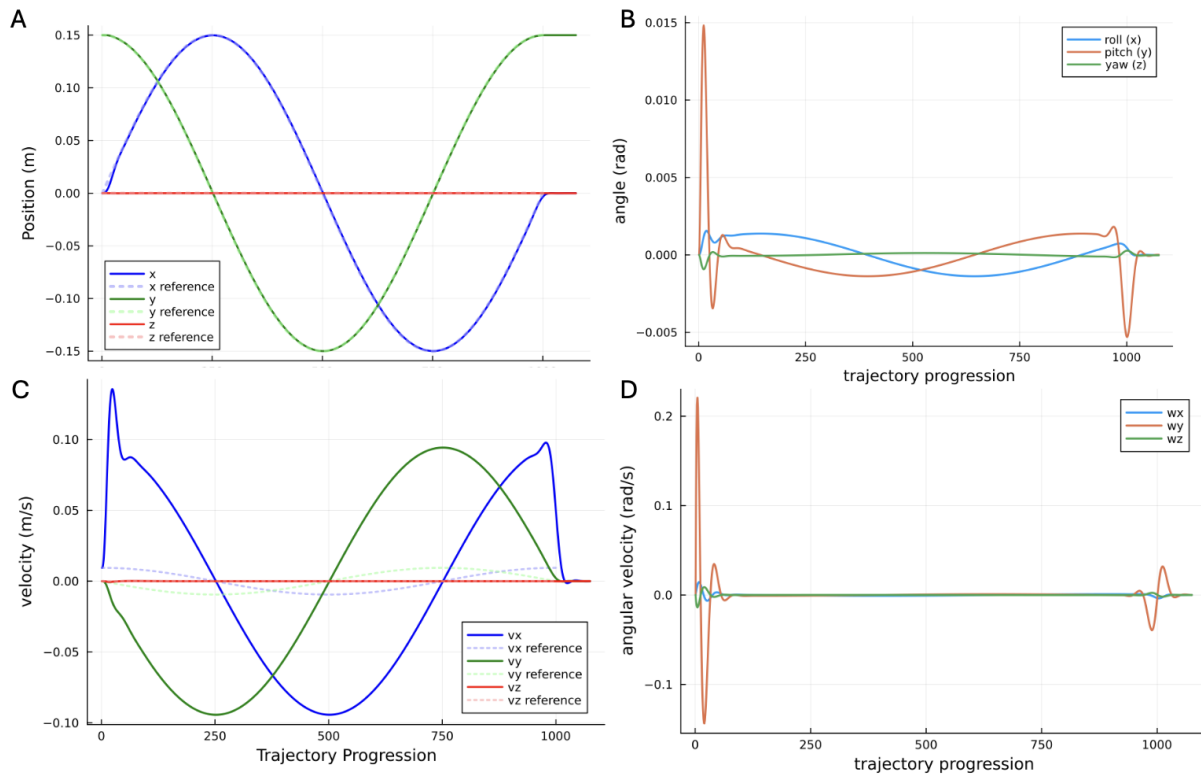 A
0.15
0.10
0.05
0.00
−0.05
−0.10
−0.15
Position (m)
x
x reference
y
y reference
z
z reference
B
0.015
0.010
0.005
0.000
−0.005
angle (rad)
roll (x)
pitch (y)
yaw (z)
0
250
500
750
1000
trajectory progression
C
0.10
0.05
0.00
−0.05
−0.10
velocity (m/s)
vx
vx reference
vy
vy reference
vz
vz reference
0
250
500
750
1000
Trajectory Progression
D
0.2
0.1
0.0
−0.1
angular velocity (rad/s)
wx
wy
wz
0
250
500
750
1000
trajectory progression